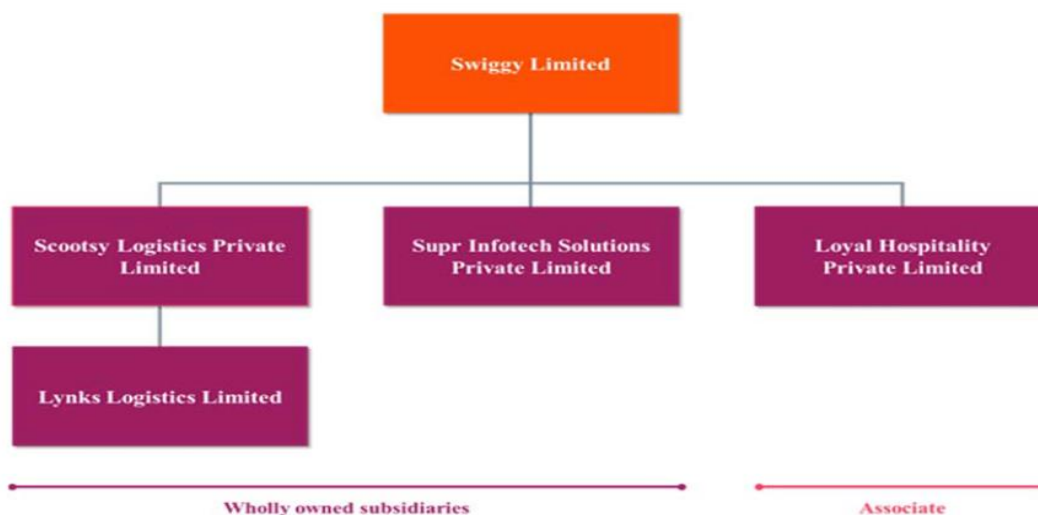 Swiggy Limited
Scootsy Logistics Private
Limited
Supr Infotech Solutions
Private Limited
Loyal Hospitality
Private Limited
Lynks Logistics Limited
Wholly owned subsidiaries
Associate